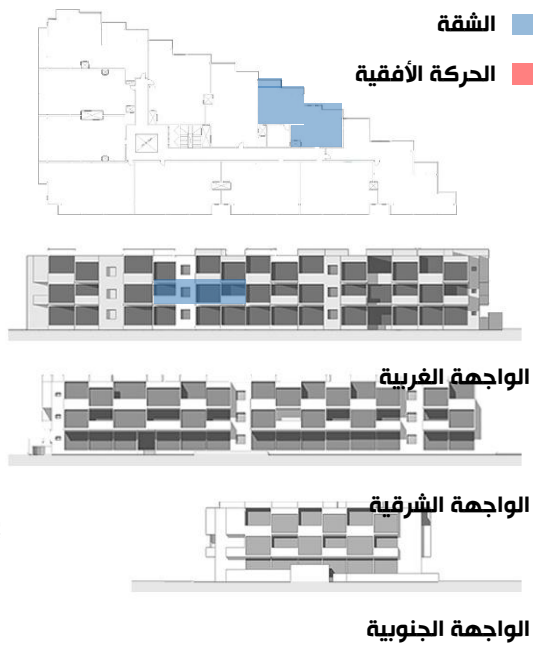 الشقة
الحركة الأفقية
الواجهة الغربية
الواجهة الشرقية
الواجهة الجنوبية